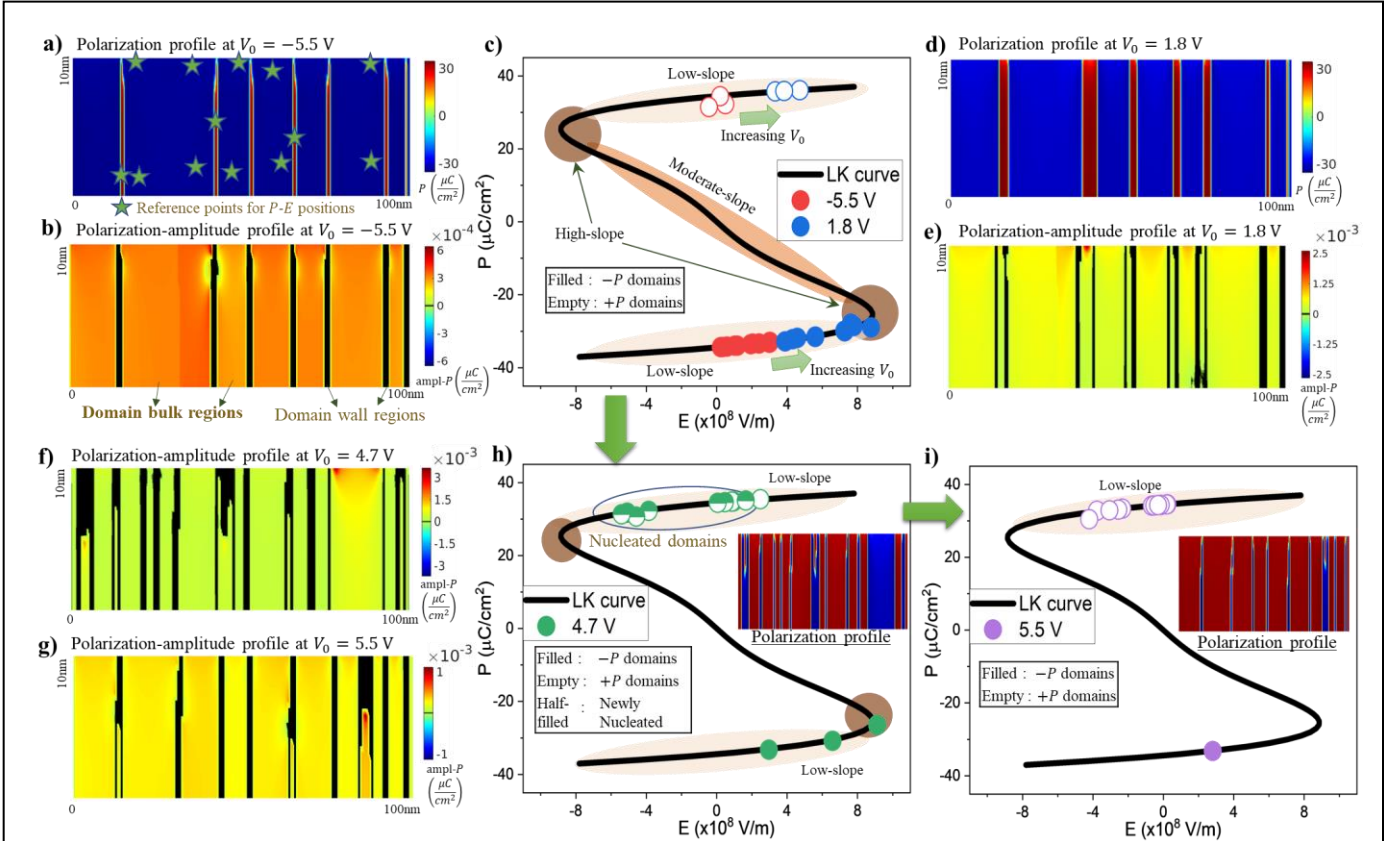 a) Polarization profile at V₀ = −5.5 V
10nm
30
0
-30
P (μC/cm²)
0
100nm
Reference points for P-E positions
b) Polarization-amplitude profile at V₀ = −5.5 V
×10⁻⁴
10nm
6
4
0
-4
-6
ampl-P (μC/cm²)
0
100nm
Domain bulk regions
Domain wall regions
c)
P (μC/cm²)
40
20
0
-20
-40
Low-slope
Increasing V₀
Moderate-slope
LK curve
-5.5 V
1.8 V
High-slope
Filled : −P domains
Empty : +P domains
Low-slope
Increasing V₀
-8 -4 0 4 8
E (x10⁸ V/m)
d) Polarization profile at V₀ = 1.8 V
10nm
30
0
-30
P (μC/cm²)
0
100nm
e) Polarization-amplitude profile at V₀ = 1.8 V
×10⁻³
10nm
2.5
1.25
0
-1.25
-2.5
ampl-P (μC/cm²)
0
100nm
f) Polarization-amplitude profile at V₀ = 4.7 V
×10⁻³
10nm
3
2
0
-2
-3
ampl-P
(μC/cm²)
0
100nm
g) Polarization-amplitude profile at V₀ = 5.5 V
×10⁻³
10nm
1
0
-1
ampl-P
(μC/cm²)
0
100nm
h)
P (μC/cm²)
40
20
0
-20
-40
Low-slope
Nucleated domains
LK curve
4.7 V
Polarization profile
Filled : −P domains
Empty : +P domains
Half-filled : Newly Nucleated
Low-slope
-8 -4 0 4 8
E (x10⁸ V/m)
i)
P (μC/cm²)
40
20
0
-20
-40
Low-slope
LK curve
5.5 V
Polarization profile
Filled : −P domains
Empty : +P domains
-8 -4 0 4 8
E (x10⁸ V/m)